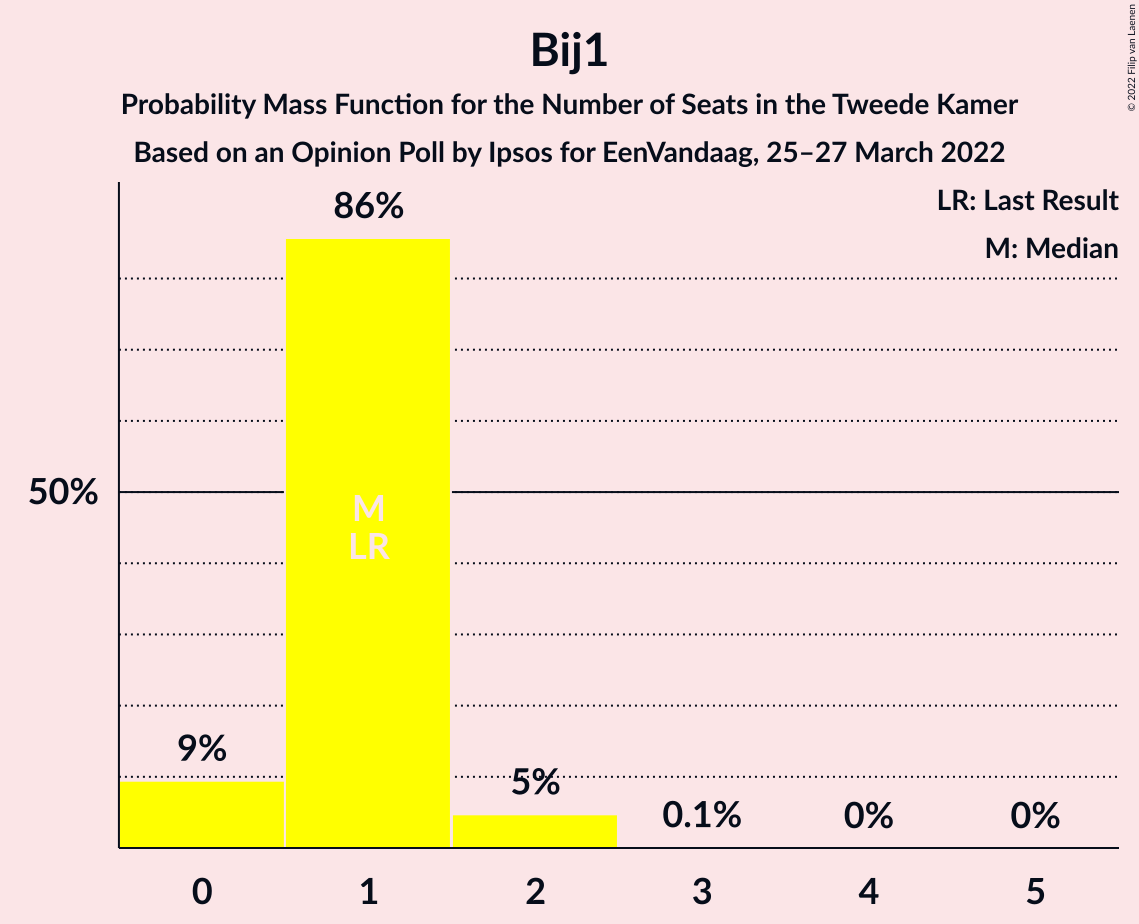 Bij1
Probability Mass Function for the Number of Seats in the Tweede Kamer
Based on an Opinion Poll by Ipsos for EenVandaag, 25–27 March 2022
© 2022 Filip van Laenen
LR: Last Result
M: Median
86%
50%
M
LR
9%
5%
0.1%
0%
0%
0
1
2
3
4
5